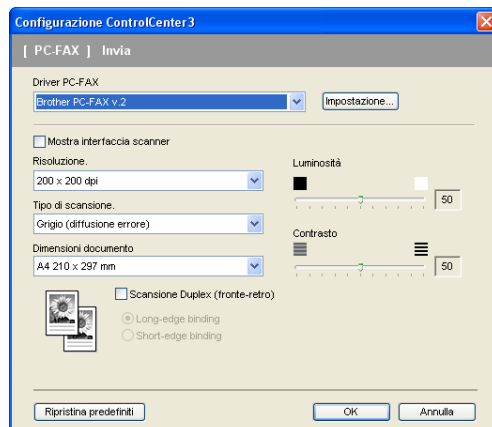 Configurazione ControlCenter3
[ PC-FAX ] Invia
Driver PC-FAX
Brother PC-FAX v.2
Impostazione...
Mostra interfaccia scanner
Risoluzione.
200 x 200 dpi
Tipo di scansione.
Grigio (diffusione errore)
Dimensioni documento
A4 210 x 297 mm
Luminosità
50
Contrasto
50
Scansione Duplex (fronte-retro)
Long-edge binding
Short-edge binding
Ripristina predefiniti
OK
Annulla